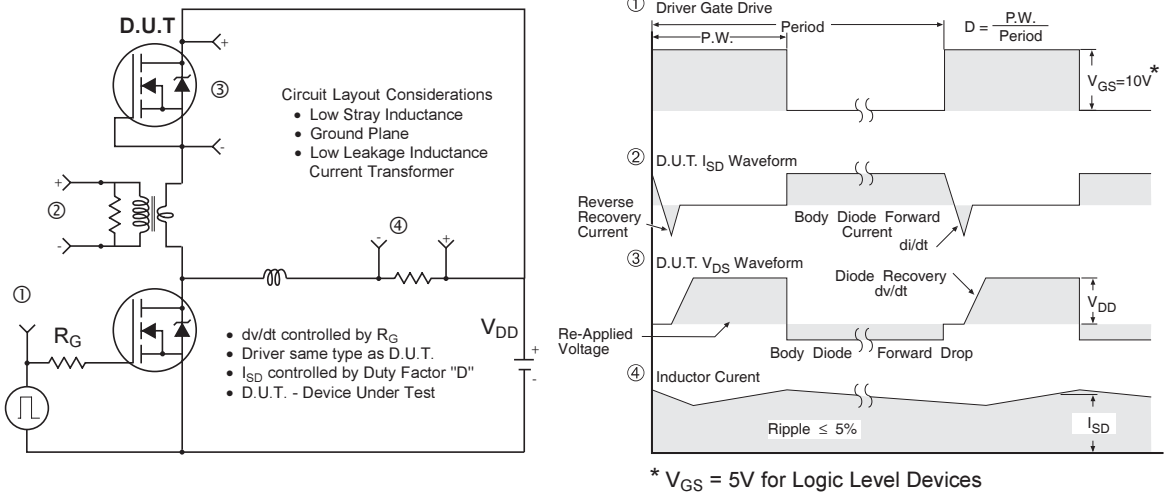 D.U.T
+
③
-
Circuit Layout Considerations
• Low Stray Inductance
• Ground Plane
• Low Leakage Inductance
Current Transformer
+
②
-
④
-
+
①
R_G
• dv/dt controlled by R_G
• Driver same type as D.U.T.
• I_SD controlled by Duty Factor "D"
• D.U.T. - Device Under Test
V_DD
+
-
① Driver Gate Drive
P.W.
Period
D = P.W.
Period
V_GS=10V *
② D.U.T. I_SD Waveform
Reverse
Recovery
Current
Body Diode Forward
Current
di/dt
③ D.U.T. V_DS Waveform
Diode Recovery
dv/dt
V_DD
Re-Applied
Voltage
Body Diode Forward Drop
④ Inductor Curent
Ripple ≤ 5%
I_SD
* V_GS = 5V for Logic Level Devices